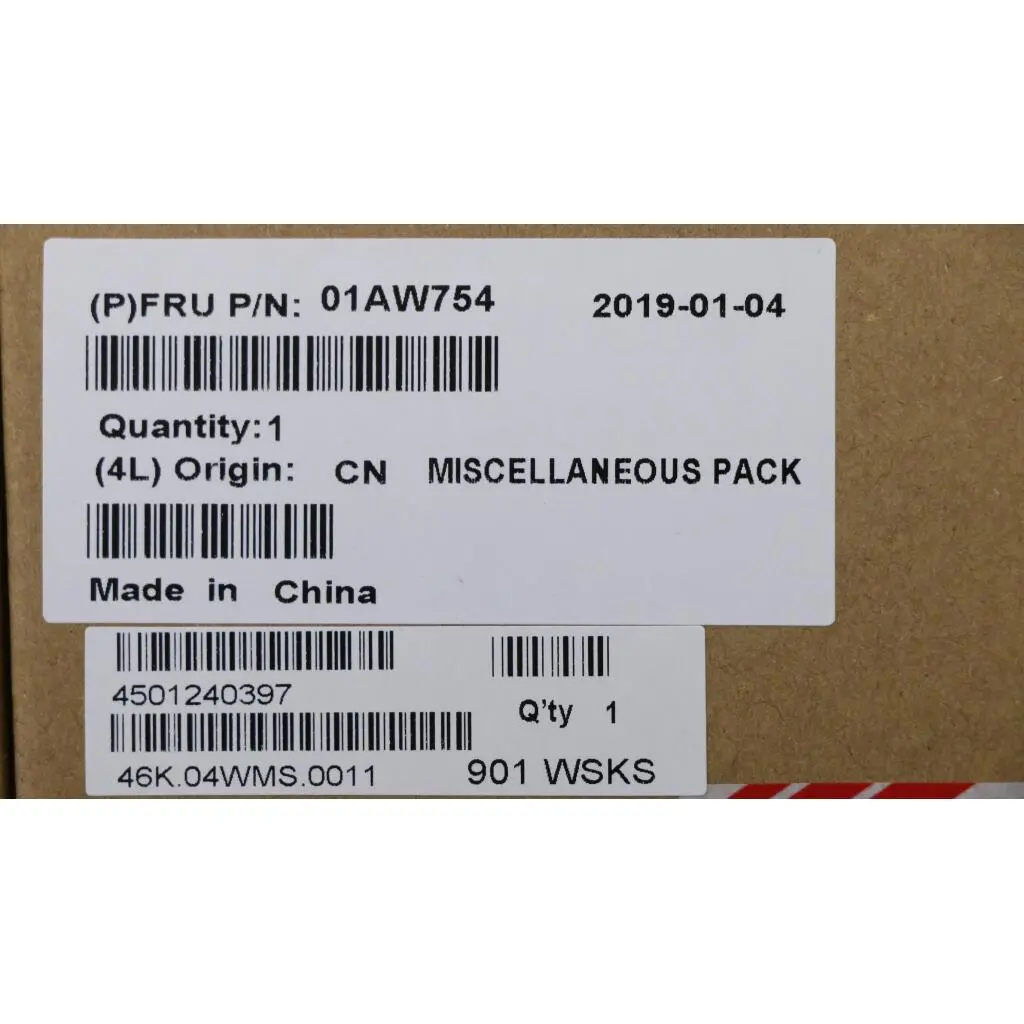 (P)FRU P/N: 01AW754 2019-01-04
Quantity:1
(4L) Origin: CN MISCELLANEOUS PACK
Made in China
4501240397
Q'ty 1
46K.04WMS.0011 901 WSKS